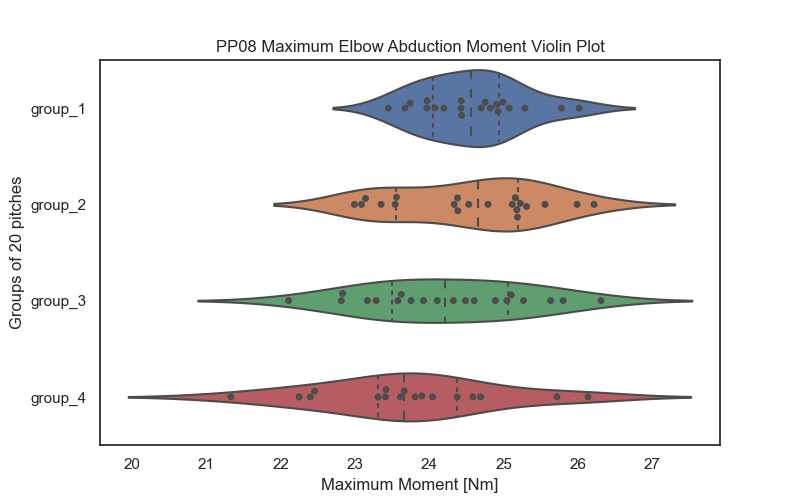 PP08 Maximum Elbow Abduction Moment Violin Plot
Groups of 20 pitches
group_1
group_2
group_3
group_4
20 21 22 23 24 25 26 27
Maximum Moment [Nm]